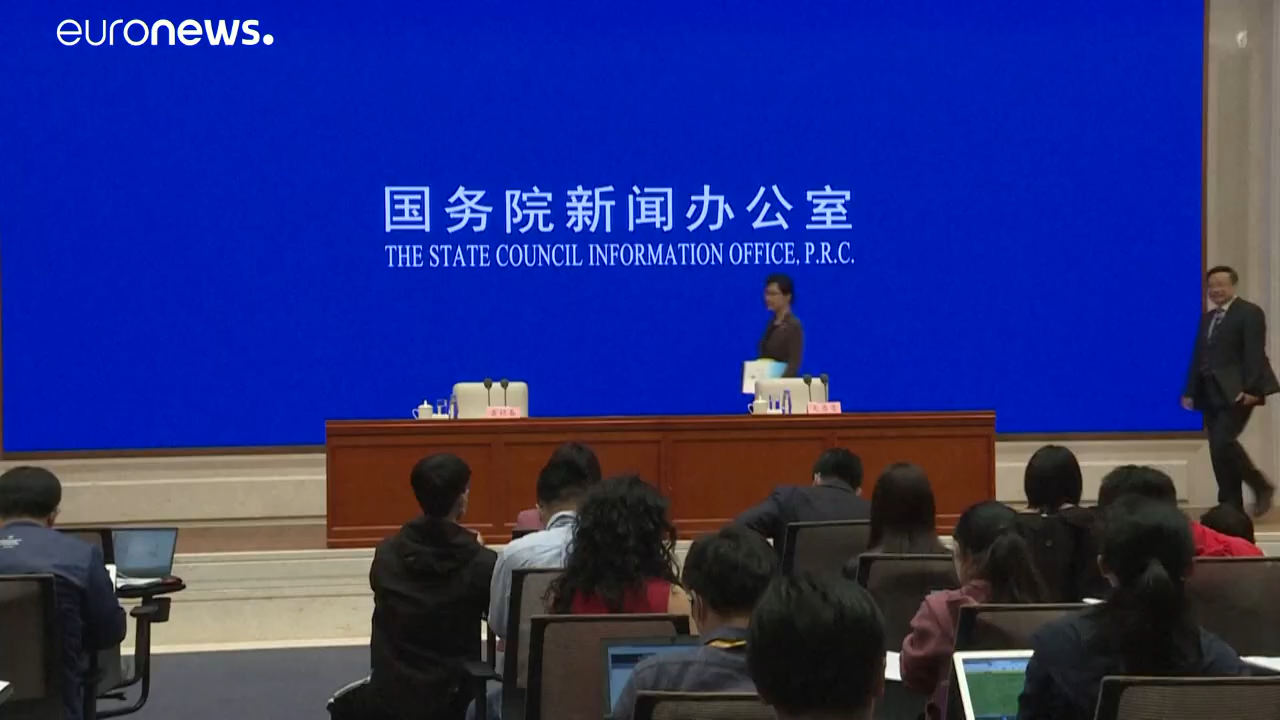 euronews.
国务院新闻办公室
THE STATE COUNCIL INFORMATION OFFICE, P.R.C.